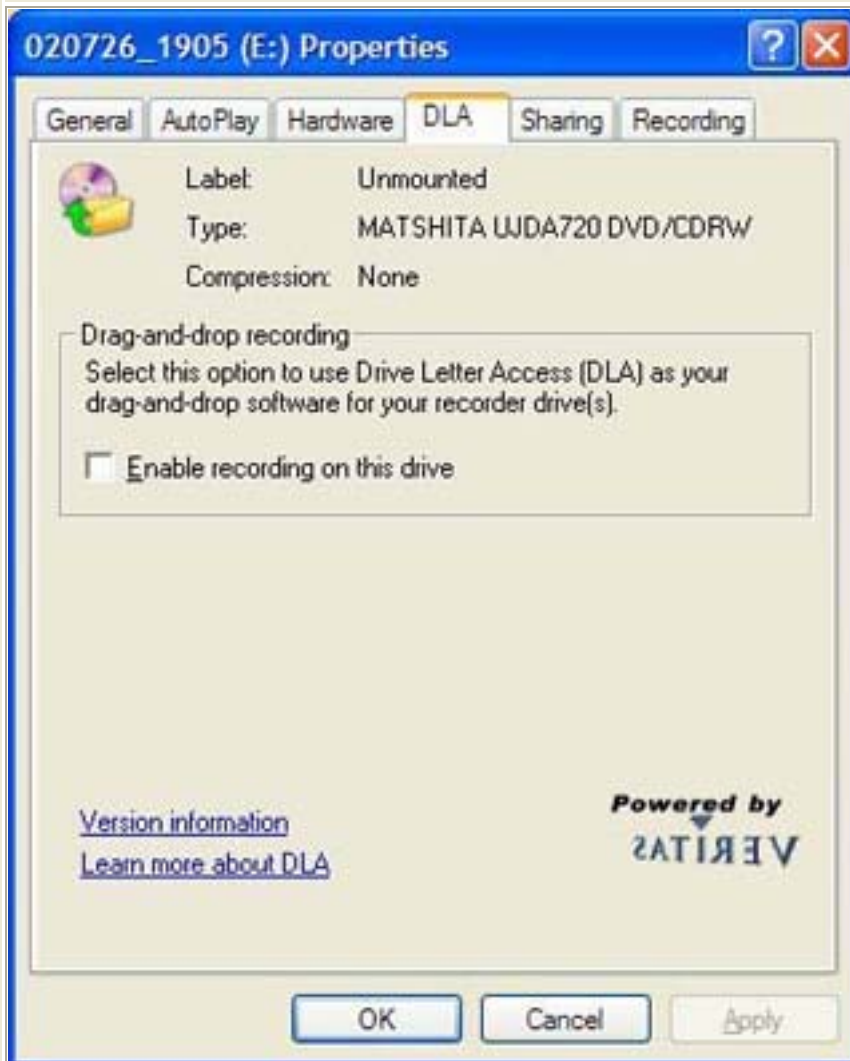 020726_1905 (E:) Properties
General AutoPlay Hardware DLA Sharing Recording
Label: Unmounted
Type: MATSHITA UJDA720 DVD/CDRW
Compression: None
Drag-and-drop recording
Select this option to use Drive Letter Access (DLA) as your
drag-and-drop software for your recorder drive(s).
Enable recording on this drive
Version information
Learn more about DLA
Powered by
VERITAS
OK Cancel Apply